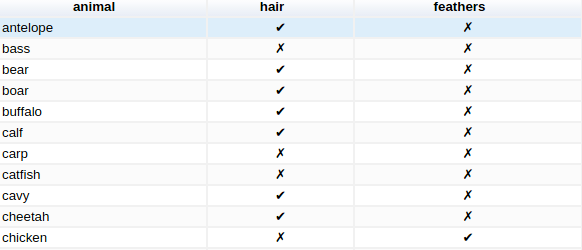 animal hair feathers
antelope ✔ ✗
bass ✗ ✗
bear ✔ ✗
boar ✔ ✗
buffalo ✔ ✗
calf ✔ ✗
carp ✗ ✗
catfish ✗ ✗
cavy ✔ ✗
cheetah ✔ ✗
chicken ✗ ✔